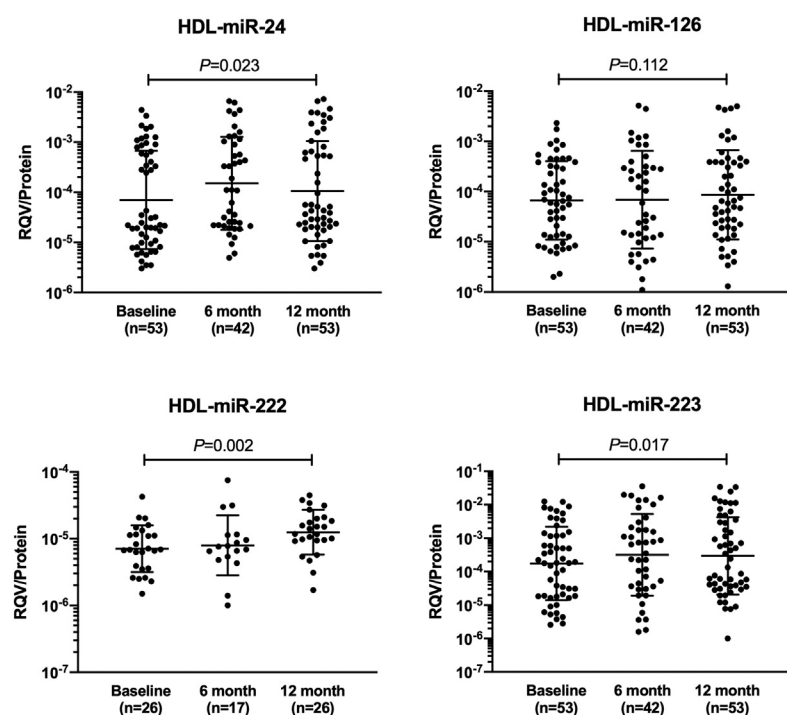 HDL-miR-24
P=0.023
RQV/Protein
10-2
10-3
10-4
10-5
10-6
Baseline 6 month 12 month
(n=53) (n=42) (n=53)
HDL-miR-126
P=0.112
RQV/Protein
10-2
10-3
10-4
10-5
10-6
Baseline 6 month 12 month
(n=53) (n=42) (n=53)
HDL-miR-222
P=0.002
RQV/Protein
10-4
10-5
10-6
10-7
Baseline 6 month 12 month
(n=26) (n=17) (n=26)
HDL-miR-223
P=0.017
RQV/Protein
10-1
10-2
10-3
10-4
10-5
10-6
10-7
Baseline 6 month 12 month
(n=53) (n=42) (n=53)